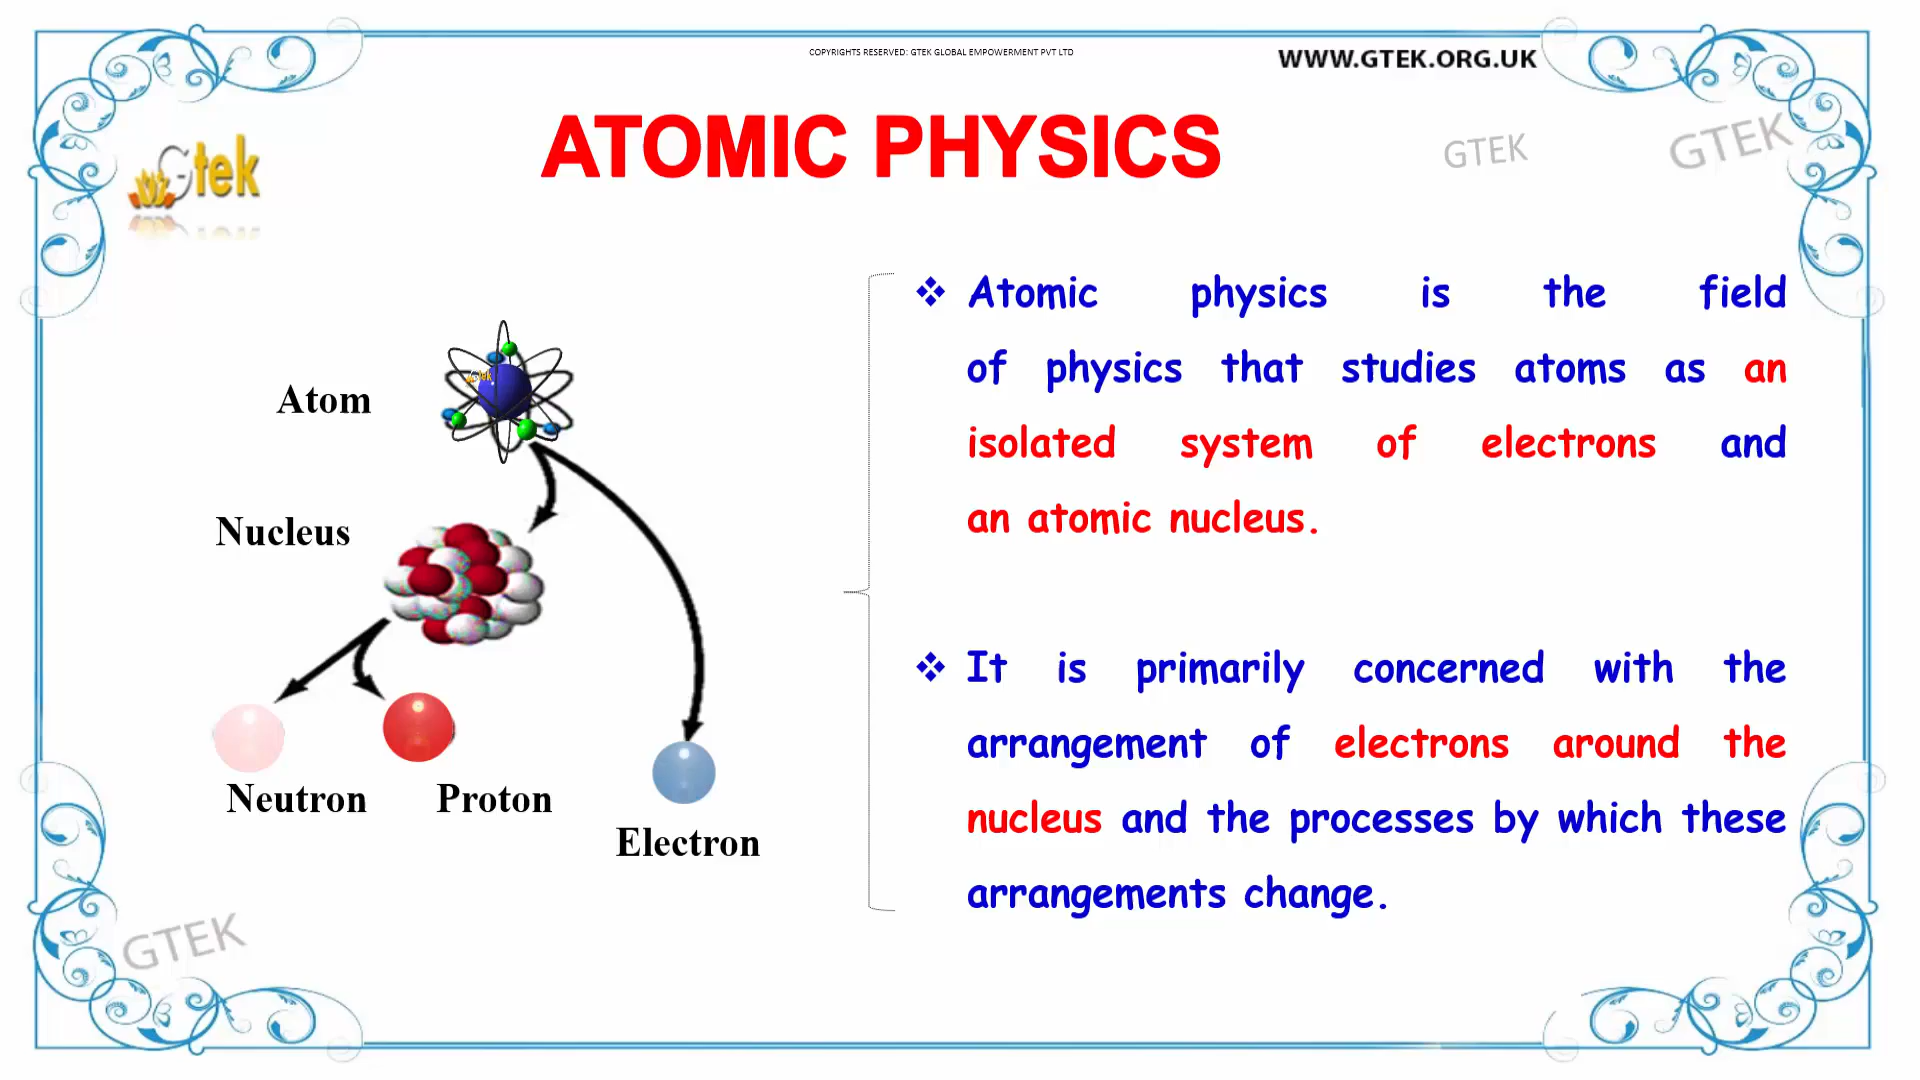 COPYRIGHTS RESERVED: GTEK GLOBAL EMPOWERMENT PVT LTD
WWW.GTEK.ORG.UK
ATOMIC PHYSICS
GTEK
GTEK
Gtek
❖ Atomic physics is the field
of physics that studies atoms as an
isolated system of electrons and
an atomic nucleus.
❖ It is primarily concerned with the
arrangement of electrons around the
nucleus and the processes by which these
arrangements change.
Atom
Gtek
Nucleus
Neutron
Proton
Electron
GTEK